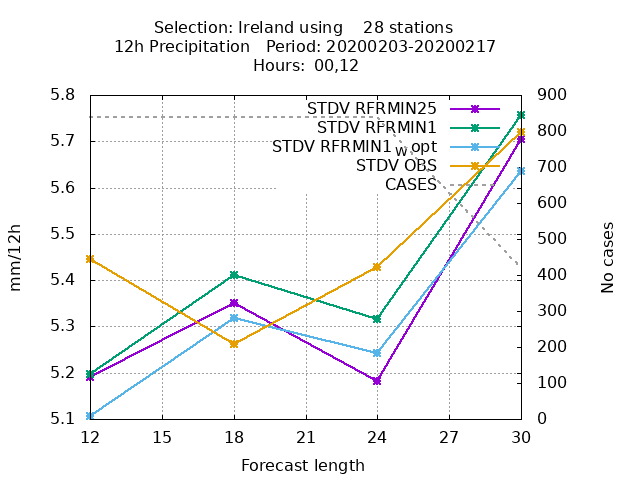 Selection: Ireland using 28 stations
12h Precipitation Period: 20200203-20200217
Hours: 00,12
STDV RFRMIN25
STDV RFRMIN1
STDV RFRMIN1wopt
STDV OBS
CASES
mm/12h
5.8
5.7
5.6
5.5
5.4
5.3
5.2
5.1
No cases
900
800
700
600
500
400
300
200
100
0
12 15 18 21 24 27 30
Forecast length